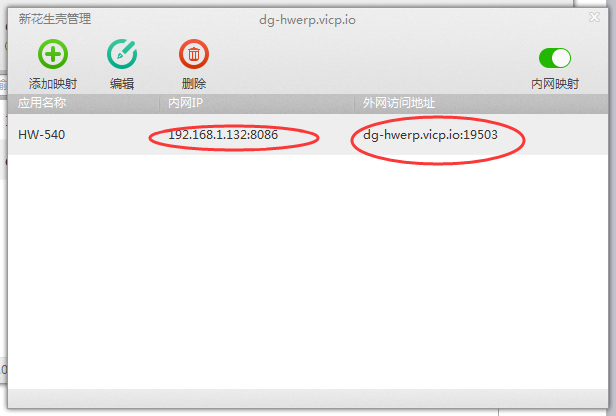 新花生壳管理
dg-hwerp.vicp.io
添加映射 编辑 删除 内网映射
应用名称 内网IP 外网访问地址
HW-540 192.168.1.132:8086 dg-hwerp.vicp.io:19503